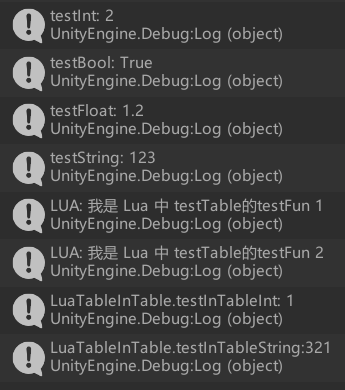 testInt: 2
UnityEngine.Debug:Log (object)
testBool: True
UnityEngine.Debug:Log (object)
testFloat: 1.2
UnityEngine.Debug:Log (object)
testString: 123
UnityEngine.Debug:Log (object)
LUA: 我是 Lua 中 testTable的testFun 1
UnityEngine.Debug:Log (object)
LUA: 我是 Lua 中 testTable的testFun 2
UnityEngine.Debug:Log (object)
LuaTableInTable.testInTableInt: 1
UnityEngine.Debug:Log (object)
LuaTableInTable.testInTableString:321
UnityEngine.Debug:Log (object)